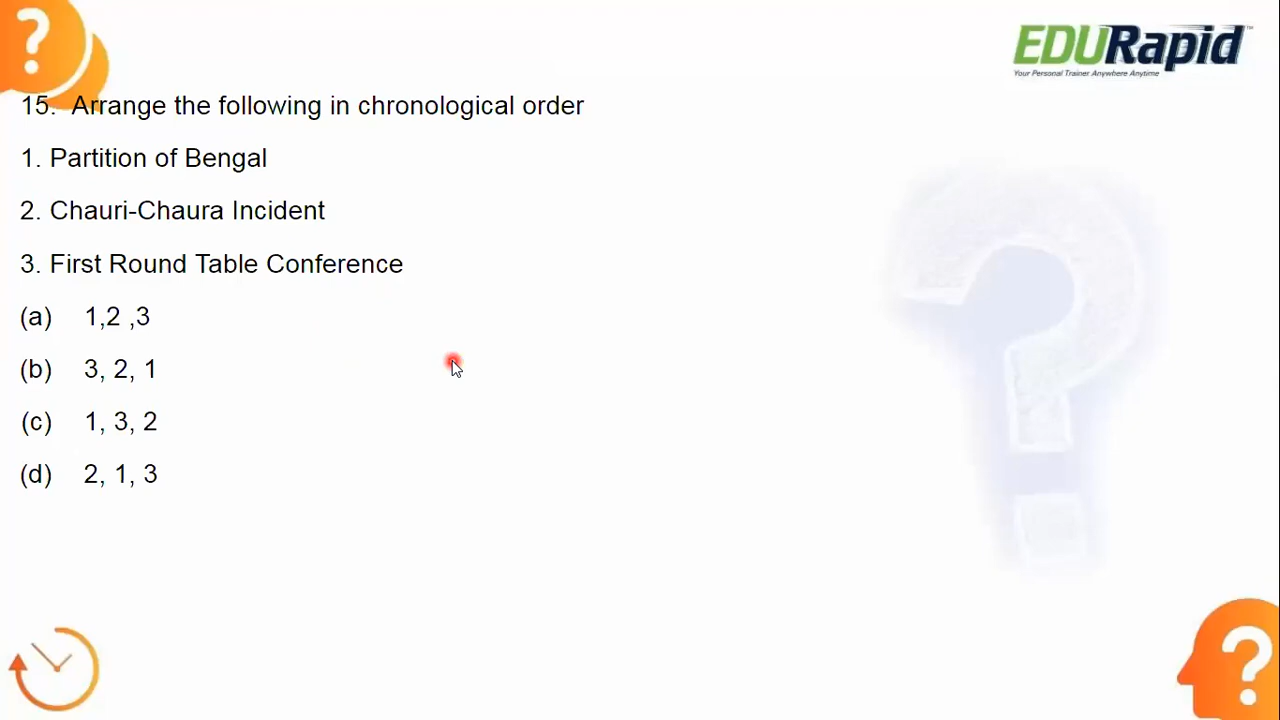 EDURapid™
Your Personal Trainer Anywhere Anytime
15. Arrange the following in chronological order
1. Partition of Bengal
2. Chauri-Chaura Incident
3. First Round Table Conference
(a) 1,2 ,3
(b) 3, 2, 1
(c) 1, 3, 2
(d) 2, 1, 3